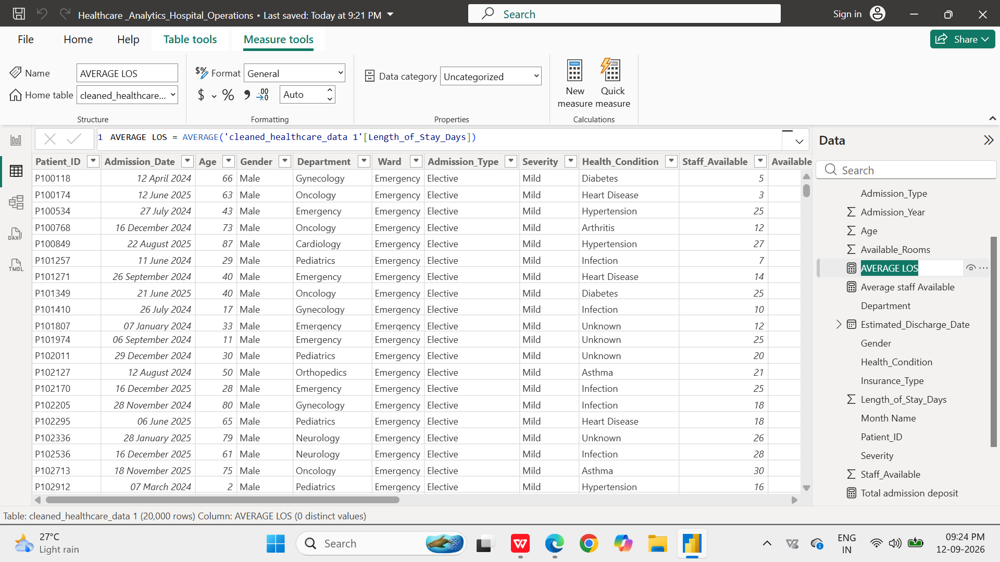 Healthcare _Analytics_Hospital_Operations • Last saved: Today at 9:21 PM
Search
Sign in
File Home Help Table tools Measure tools
Share
Name AVERAGE LOS
Format General
Data category Uncategorized
New measure
Quick measure
Home table cleaned_healthcare...
$ % 9 .00 Auto
Structure Formatting Properties Calculations
1 AVERAGE LOS = AVERAGE('cleaned_healthcare_data 1'[Length_of_Stay_Days])
Patient_ID Admission_Date Age Gender Department Ward Admission_Type Severity Health_Condition Staff_Available Available
P100118 12 April 2024 66 Male Gynecology Emergency Elective Mild Diabetes 5
P100174 12 June 2025 63 Male Oncology Emergency Elective Mild Heart Disease 3
P100534 27 July 2024 43 Male Emergency Emergency Elective Mild Hypertension 25
P100768 16 December 2024 73 Male Oncology Emergency Elective Mild Arthritis 12
P100849 22 August 2025 87 Male Cardiology Emergency Elective Mild Hypertension 27
P101257 11 June 2024 29 Male Pediatrics Emergency Elective Mild Infection 7
P101271 26 September 2024 40 Male Emergency Emergency Elective Mild Heart Disease 14
P101349 21 June 2025 40 Male Oncology Emergency Elective Mild Diabetes 25
P101410 26 July 2024 17 Male Gynecology Emergency Elective Mild Infection 10
P101807 07 January 2024 33 Male Emergency Emergency Elective Mild Unknown 12
P101974 06 September 2024 11 Male Emergency Emergency Elective Mild Unknown 25
P102011 29 December 2024 30 Male Pediatrics Emergency Elective Mild Unknown 20
P102127 12 August 2024 50 Male Orthopedics Emergency Elective Mild Asthma 21
P102170 16 December 2025 28 Male Emergency Emergency Elective Mild Infection 25
P102205 28 November 2024 80 Male Gynecology Emergency Elective Mild Infection 18
P102295 06 June 2025 65 Male Pediatrics Emergency Elective Mild Heart Disease 18
P102336 28 January 2025 79 Male Neurology Emergency Elective Mild Unknown 26
P102536 16 December 2025 61 Male Neurology Emergency Elective Mild Infection 28
P102713 18 November 2025 75 Male Oncology Emergency Elective Mild Asthma 30
P102912 07 March 2024 2 Male Pediatrics Emergency Elective Mild Hypertension 16
DAX
TMDL
Data
Search
Admission_Type
Admission_Year
Age
Available_Rooms
AVERAGE LOS
Average staff Available
Department
Estimated_Discharge_Date
Gender
Health_Condition
Insurance_Type
Length_of_Stay_Days
Month Name
Patient_ID
Severity
Staff_Available
Total admission deposit
Table: cleaned_healthcare_data 1 (20,000 rows) Column: AVERAGE LOS (0 distinct values)
27°C
Light rain
Search
ENG
IN
09:24 PM
12-09-2026